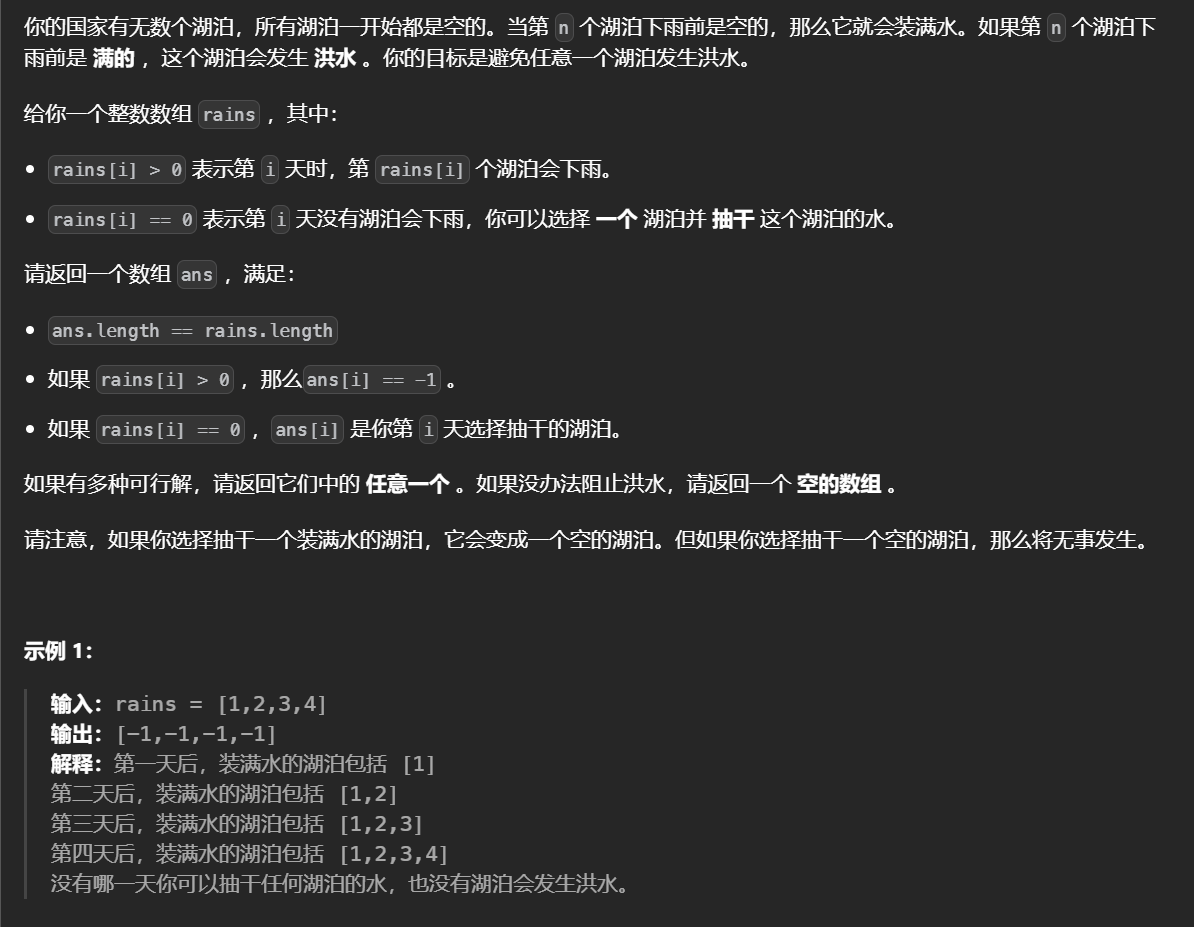 你的国家有无数个湖泊，所有湖泊一开始都是空的。当第 n 个湖泊下雨前是空的，那么它就会装满水。如果第 n 个湖泊下
雨前是 满的 ，这个湖泊会发生 洪水 。你的目标是避免任意一个湖泊发生洪水。
给你一个整数数组 rains ，其中：
• rains[i] > 0 表示第 i 天时，第 rains[i] 个湖泊会下雨。
• rains[i] == 0 表示第 i 天没有湖泊会下雨，你可以选择 一个 湖泊并 抽干 这个湖泊的水。
请返回一个数组 ans ，满足：
• ans.length == rains.length
• 如果 rains[i] > 0 ，那么ans[i] == -1 。
• 如果 rains[i] == 0 ，ans[i] 是你第 i 天选择抽干的湖泊。
如果有多种可行解，请返回它们中的 任意一个 。如果没办法阻止洪水，请返回一个 空的数组 。
请注意，如果你选择抽干一个装满水的湖泊，它会变成一个空的湖泊。但如果你选择抽干一个空的湖泊，那么将无事发生。
示例 1：
输入：rains = [1,2,3,4]
输出：[-1,-1,-1,-1]
解释：第一天后，装满水的湖泊包括 [1]
第二天后，装满水的湖泊包括 [1,2]
第三天后，装满水的湖泊包括 [1,2,3]
第四天后，装满水的湖泊包括 [1,2,3,4]
没有哪一天你可以抽干任何湖泊的水，也没有湖泊会发生洪水。